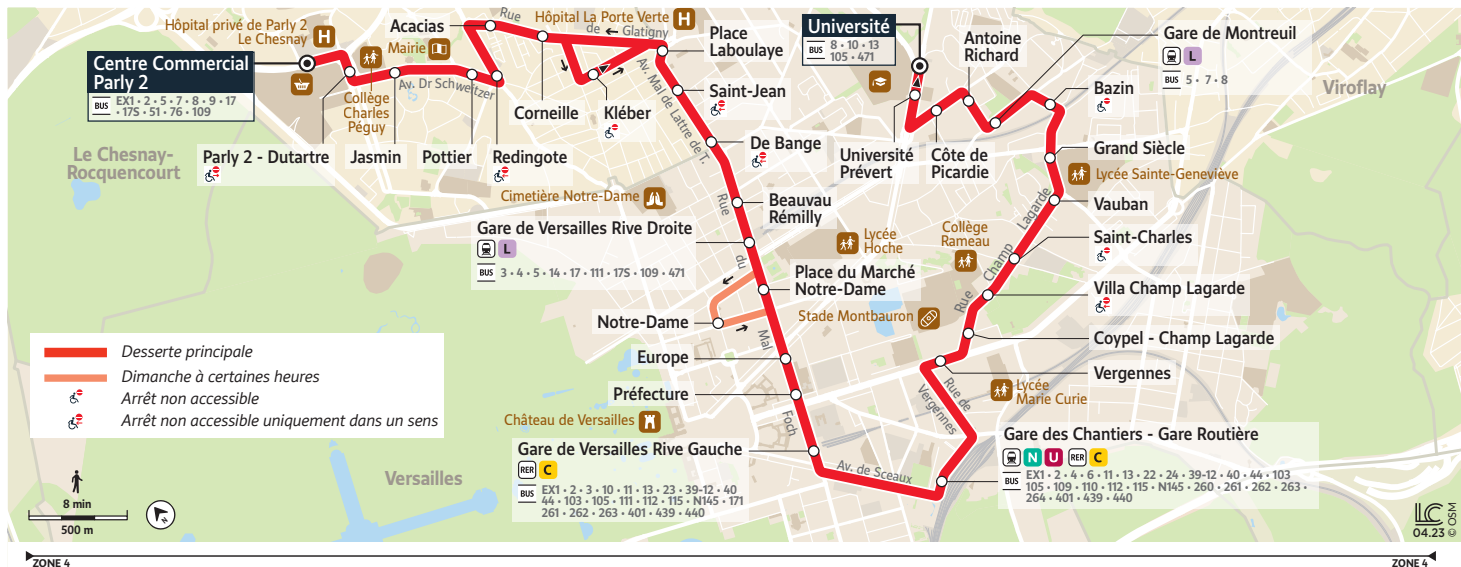 Hôpital privé de Parly 2
Le Chesnay
H
Centre Commercial
Parly 2
BUS
EX1 • 2 • 5 • 7 • 8 • 9 • 17
• 17S • 51 • 76 • 109
Acacias
Mairie
Collège
Charles
Péguy
Av. Dr Schweitzer
Rue
de ← Glatigny
Hôpital La Porte Verte
H
Parly 2 - Dutartre
Jasmin
Pottier
Redingote
Corneille
Kléber
Place
Laboulaye
Av. Mal de Lattre de T.
Saint-Jean
De Bange
Le Chesnay-
Rocquencourt
Cimetière Notre-Dame
Beauvau
Rémilly
Rue
du
Mal
Foch
Gare de Versailles Rive Droite
L
BUS
3 • 4 • 5 • 14 • 17 • 111 • 17S • 109 • 471
Place du Marché
Notre-Dame
Notre-Dame
Europe
Préfecture
Château de Versailles
Gare de Versailles Rive Gauche
RER C
BUS
EX1 • 2 • 3 • 10 • 11 • 13 • 23 • 39-12 • 40
44 • 103 • 105 • 111 • 112 • 115 • N145 • 171
261 • 262 • 263 • 401 • 439 • 440
Av. de Sceaux
Université
BUS
8 • 10 • 13
105 • 471
Université
Prévert
Côte de
Picardie
Antoine
Richard
Gare de Montreuil
L
BUS
5 • 7 • 8
Bazin
Viroflay
Grand Siècle
Lycée Sainte-Geneviève
Vauban
Saint-Charles
Villa Champ Lagarde
Coypel - Champ Lagarde
Vergennes
Rue Champ Lagarde
Lycée
Hoche
Collège
Rameau
Stade Montbauron
Lycée
Marie Curie
Rue de
Vergennes
Gare des Chantiers - Gare Routière
N U RER C
BUS
EX1 • 2 • 4 • 6 • 11 • 13 • 22 • 24 • 39-12 • 40 • 44 • 103
105 • 109 • 110 • 112 • 115 • N145 • 260 • 261 • 262 • 263 •
264 • 401 • 439 • 440
Desserte principale
Dimanche à certaines heures
Arrêt non accessible
Arrêt non accessible uniquement dans un sens
Versailles
8 min
500 m
N
LC
04.23 © OSM
ZONE 4
ZONE 4